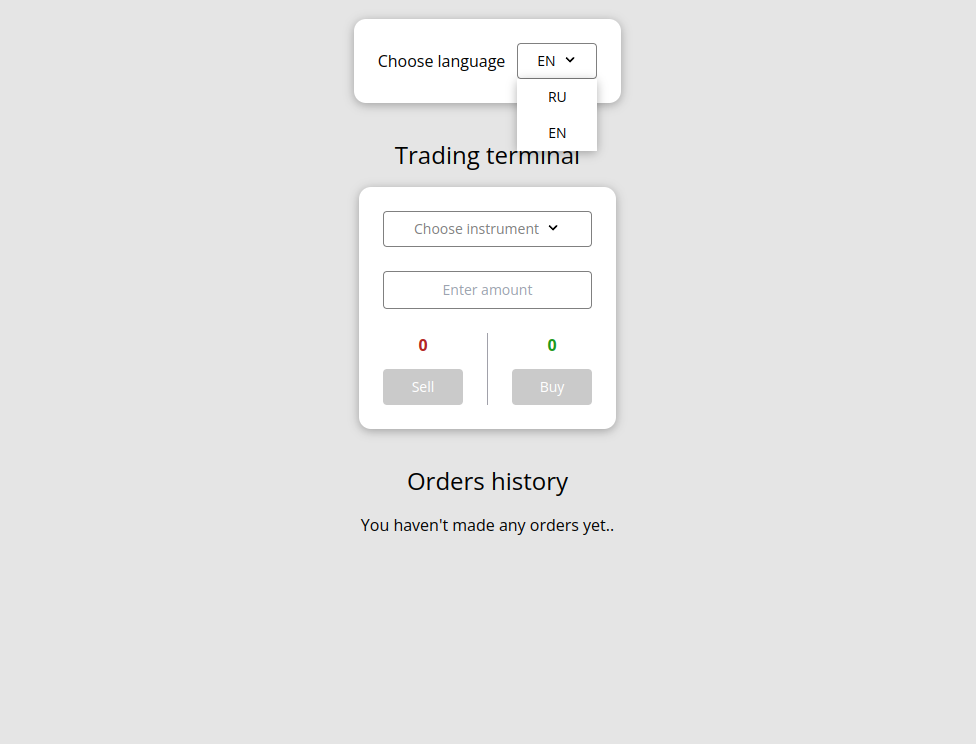 Choose language EN
RU
EN
Trading terminal
Choose instrument
Enter amount
0 0
Sell Buy
Orders history
You haven't made any orders yet..